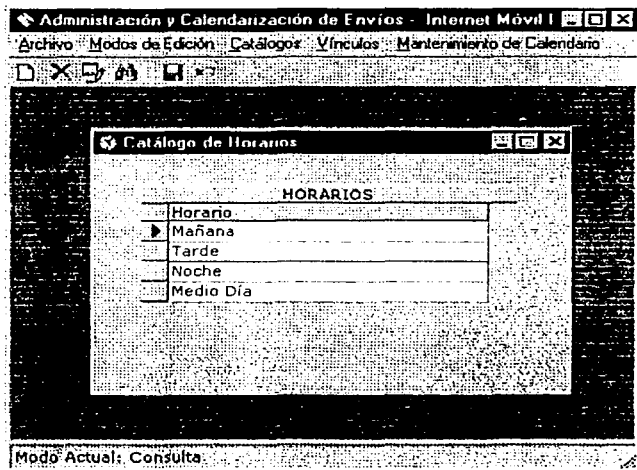 Administración y Calendarización de Envíos - Internet Móvil
Archivo Modos de Edición Catálogos Vínculos Mantenimiento de Calendario
Catálogo de Horarios
HORARIOS
Horario
Mañana
Tarde
Noche
Medio Día
Modo Actual: Consulta